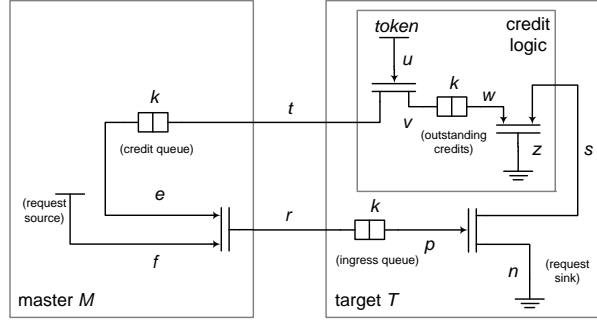 token
credit
logic
u
k
k
w
t
v
(outstanding
credits)
z
s
(credit queue)
e
(request
source)
k
r
f
p
(ingress queue)
n
(request
sink)
master M
target T